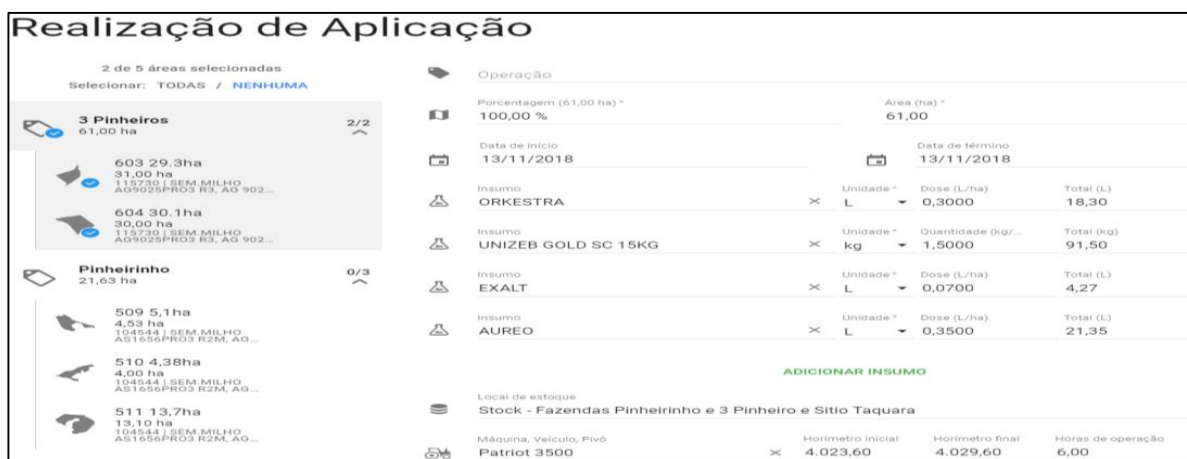 Realização de Aplicação
2 de 5 áreas selecionadas
Selecionar: TODAS / NENHUMA
3 Pinheiros
61,00 ha
2/2
603 29.3ha
31,00 ha
115730 | SEM.MILHO
AG9025PRO3 R3, AG 902...
604 30.1ha
30,00 ha
115730 | SEM.MILHO
AG9025PRO3 R3, AG 902...
Pinheirinho
21,63 ha
0/3
509 5,1ha
4,53 ha
104544 | SEM.MILHO
AS1656PRO3 R2M, AG...
510 4,38ha
4,00 ha
104544 | SEM.MILHO
AS1656PRO3 R2M, AG...
511 13,7ha
13,10 ha
104544 | SEM.MILHO
AS1656PRO3 R2M, AG...
Operação
Porcentagem (61,00 ha) * Área (ha) *
100,00 % 61,00
Data de início Data de término
13/11/2018 13/11/2018
Insumo Unidade * Dose (L/ha) Total (L)
ORKESTRA × L 0,3000 18,30
Insumo Unidade * Quantidade (kg/... Total (kg)
UNIZEB GOLD SC 15KG × kg 1,5000 91,50
Insumo Unidade * Dose (L/ha) Total (L)
EXALT × L 0,0700 4,27
Insumo Unidade * Dose (L/ha) Total (L)
AUREO × L 0,3500 21,35
ADICIONAR INSUMO
Local de estoque
Stock - Fazendas Pinheirinho e 3 Pinheiro e Sitio Taquara
Máquina, Veículo, Pivô Horímetro inicial Horímetro final Horas de operação
Patriot 3500 × 4.023,60 4.029,60 6,00